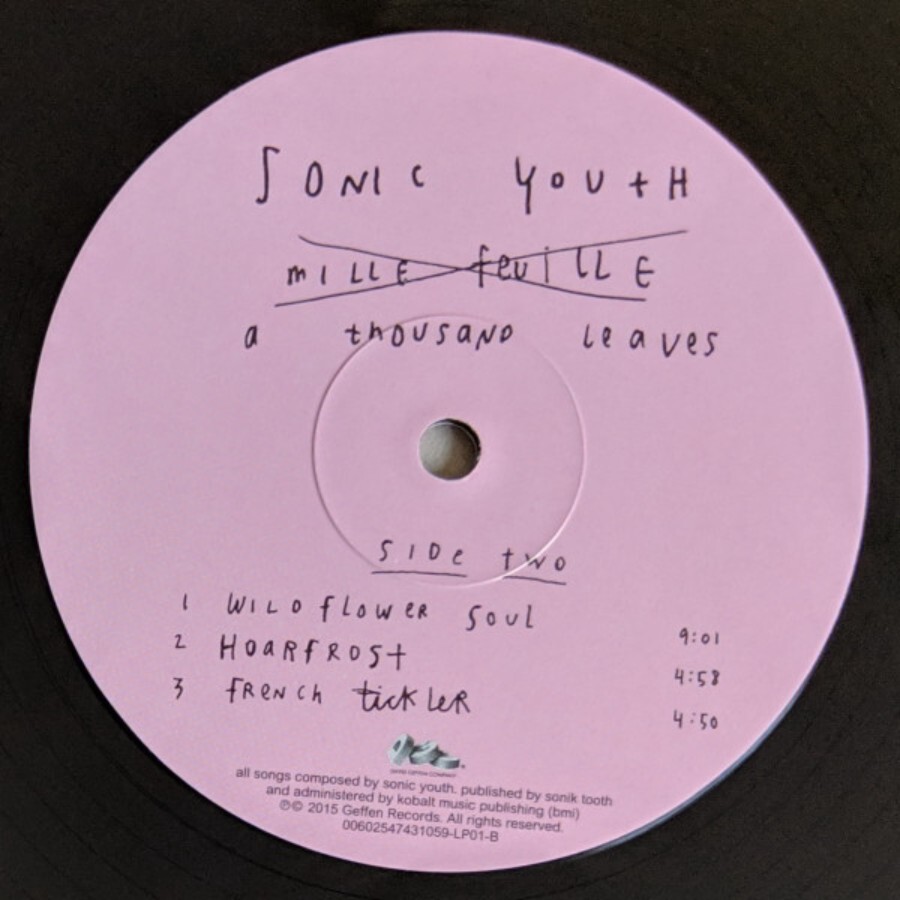 SONIC YOUTH
MILLE feuiLLE
a thousand leaves
side two
1 WILDflOWER Soul 9:01
2 HOARfROSt 4:58
3 fRENCh tickleR 4:50
all songs composed by sonic youth. published by sonik tooth
and administered by kobalt music publishing (bmi)
℗© 2015 Geffen Records. All rights reserved.
00602547431059-LP01-B